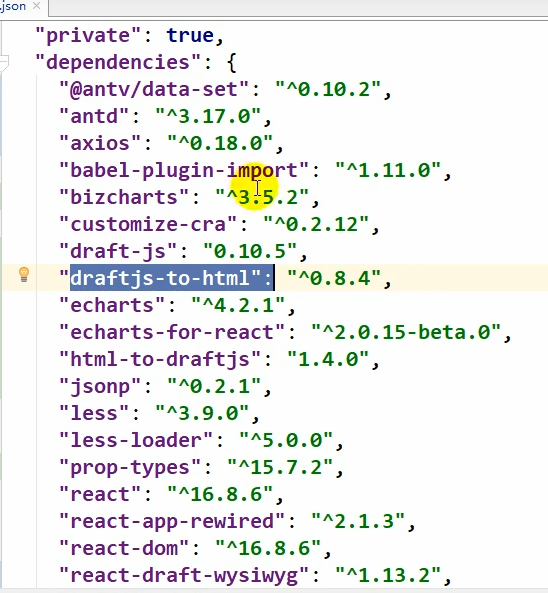 .json ×
"private": true,
"dependencies": {
"@antv/data-set": "^0.10.2",
"antd": "^3.17.0",
"axios": "^0.18.0",
"babel-plugin-import": "^1.11.0",
"bizcharts": "^3.5.2",
"customize-cra": "^0.2.12",
"draft-js": "0.10.5",
"draftjs-to-html": "^0.8.4",
"echarts": "^4.2.1",
"echarts-for-react": "^2.0.15-beta.0",
"html-to-draftjs": "1.4.0",
"jsonp": "^0.2.1",
"less": "^3.9.0",
"less-loader": "^5.0.0",
"prop-types": "^15.7.2",
"react": "^16.8.6",
"react-app-rewired": "^2.1.3",
"react-dom": "^16.8.6",
"react-draft-wysiwyg": "^1.13.2",